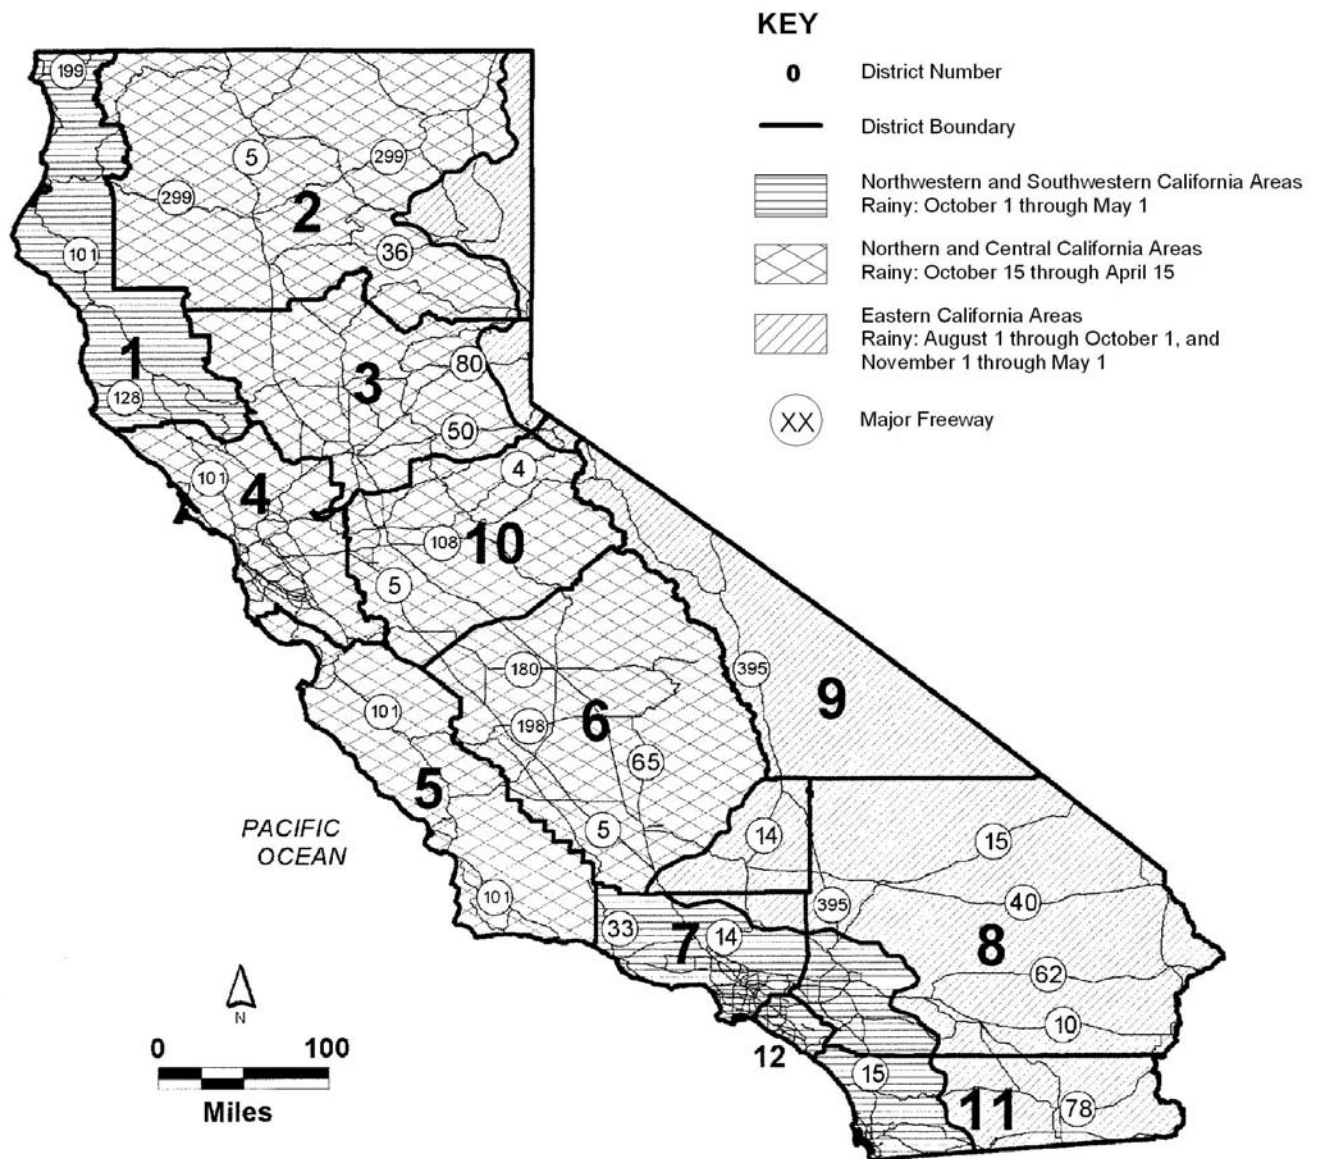 KEY
0 District Number
District Boundary
Northwestern and Southwestern California Areas
Rainy: October 1 through May 1
Northern and Central California Areas
Rainy: October 15 through April 15
Eastern California Areas
Rainy: August 1 through October 1, and
November 1 through May 1
XX Major Freeway
199
5
299
299
2
36
101
1
3
80
128
50
4
101
4
108
10
5
180
395
9
101
198
6
65
5
PACIFIC
OCEAN
5
14
15
101
395
40
33
7
14
8
62
10
N
12
0 100
Miles
15
11
78